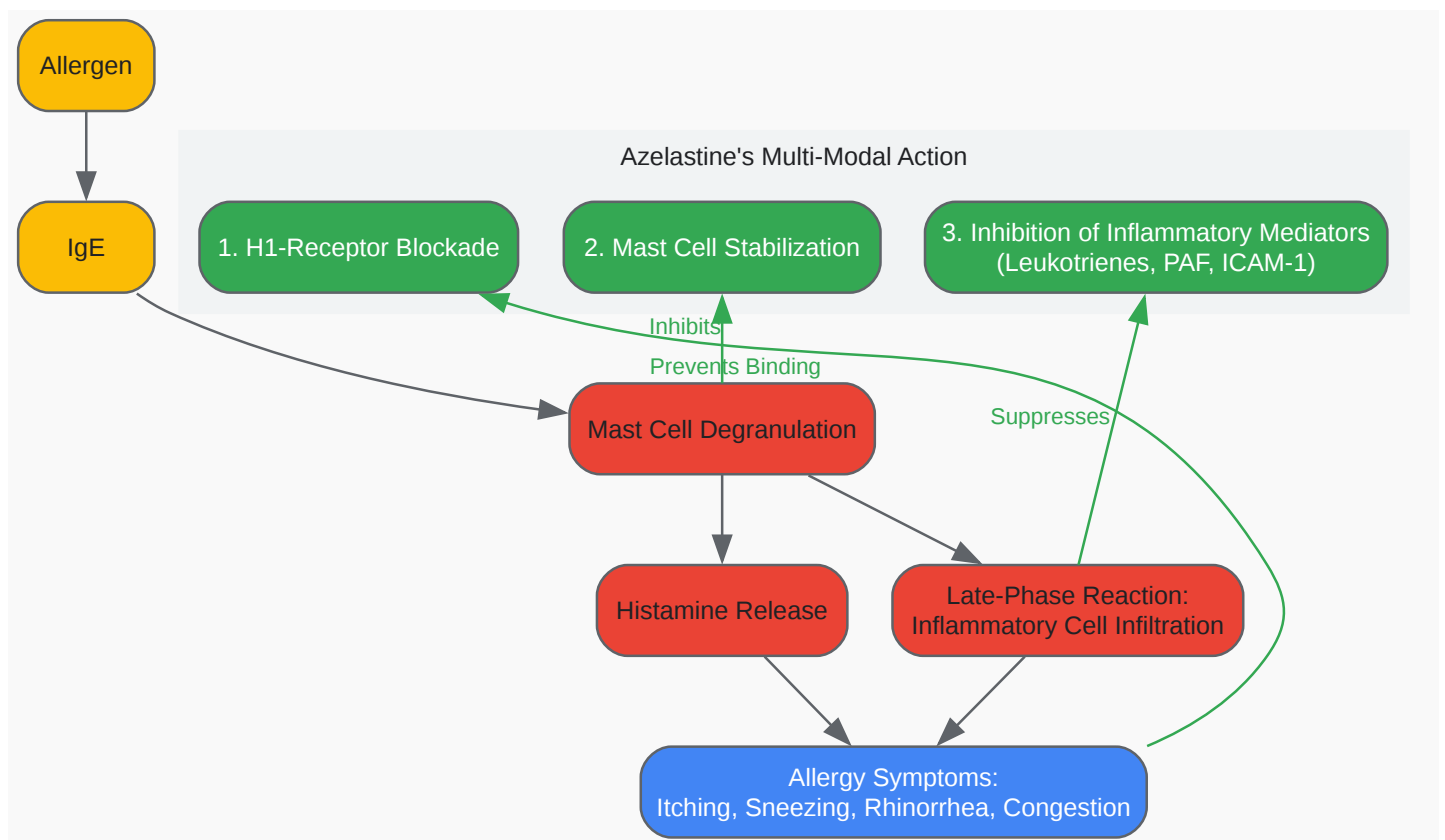 Allergen
Azelastine's Multi-Modal Action
IgE
1. H1-Receptor Blockade
2. Mast Cell Stabilization
3. Inhibition of Inflammatory Mediators
(Leukotrienes, PAF, ICAM-1)
Inhibits
Prevents Binding
Suppresses
Mast Cell Degranulation
Histamine Release
Late-Phase Reaction:
Inflammatory Cell Infiltration
Allergy Symptoms:
Itching, Sneezing, Rhinorrhea, Congestion